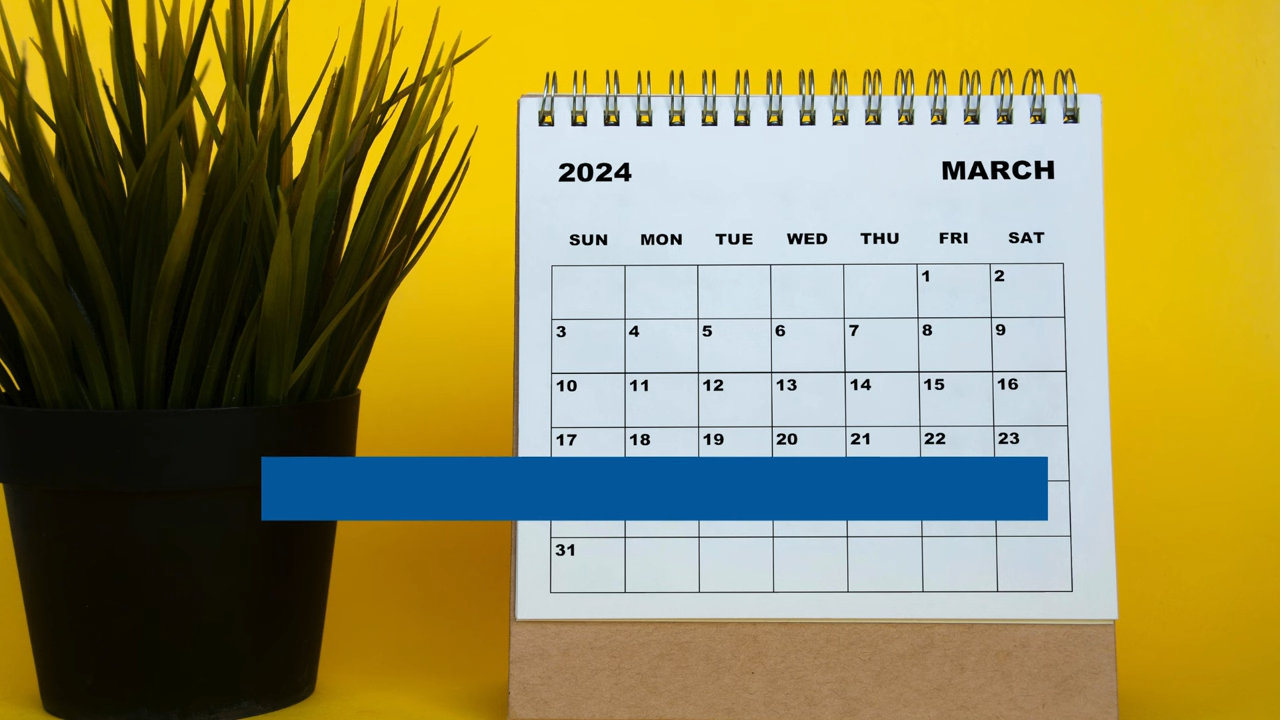 2024 MARCH
SUN MON TUE WED THU FRI SAT
1 2
3 4 5 6 7 8 9
10 11 12 13 14 15 16
17 18 19 20 21 22 23
31